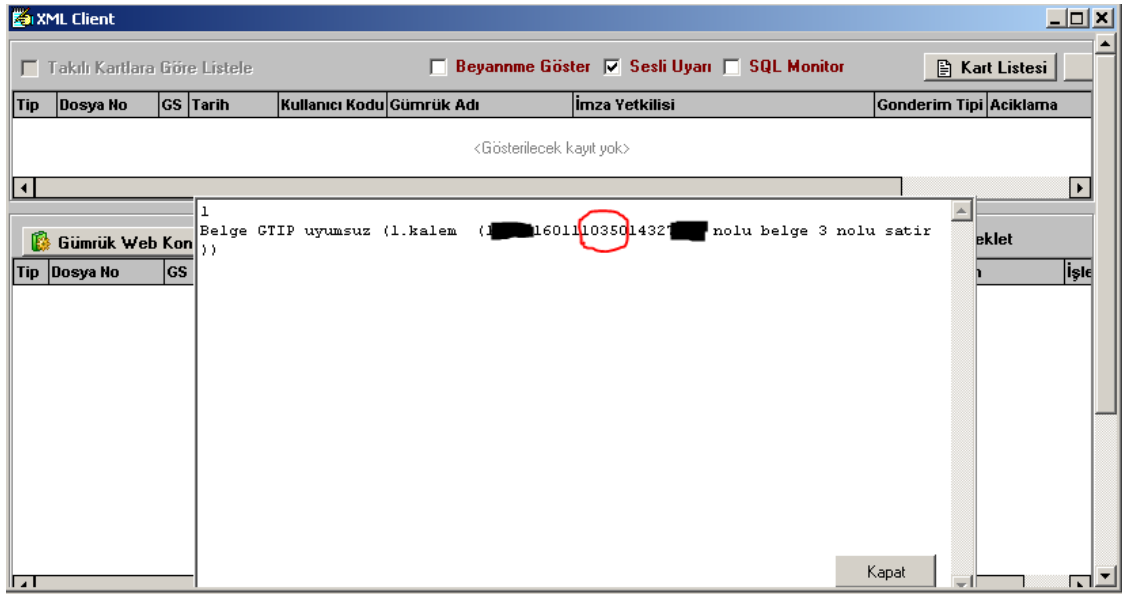 XML Client
Takılı Kartlara Göre Listele Beyannme Göster Sesli Uyarı SQL Monitor Kart Listesi
Tip Dosya No GS Tarih Kullanıcı Kodu Gümrük Adı İmza Yetkilisi Gonderim Tipi Aciklama
<Gösterilecek kayıt yok>
1
Belge GTIP uyumsuz (1.kalem (1 16011103501432 nolu belge 3 nolu satir
))
Gümrük Web Kon eklet
Tip Dosya No GS İşle
Kapat